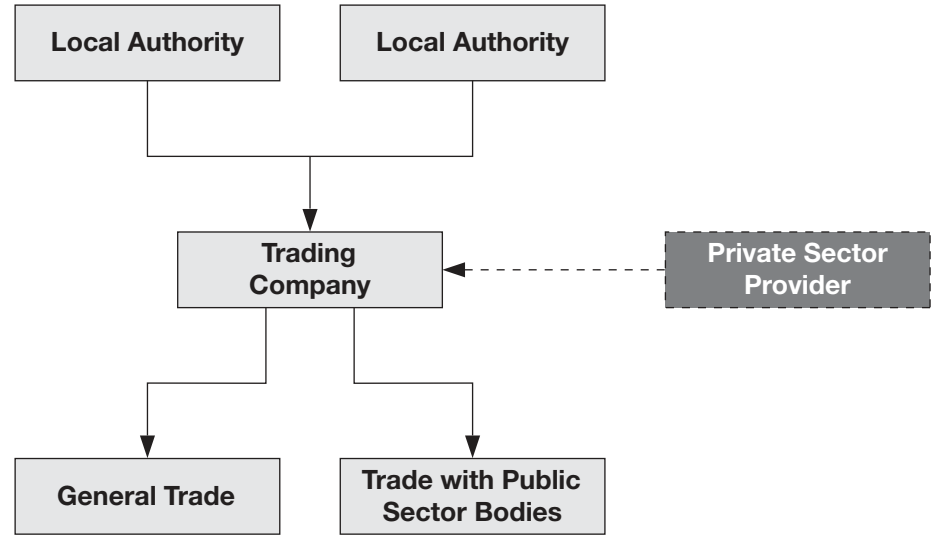 Local Authority
Local Authority
Trading
Company
Private Sector
Provider
General Trade
Trade with Public
Sector Bodies